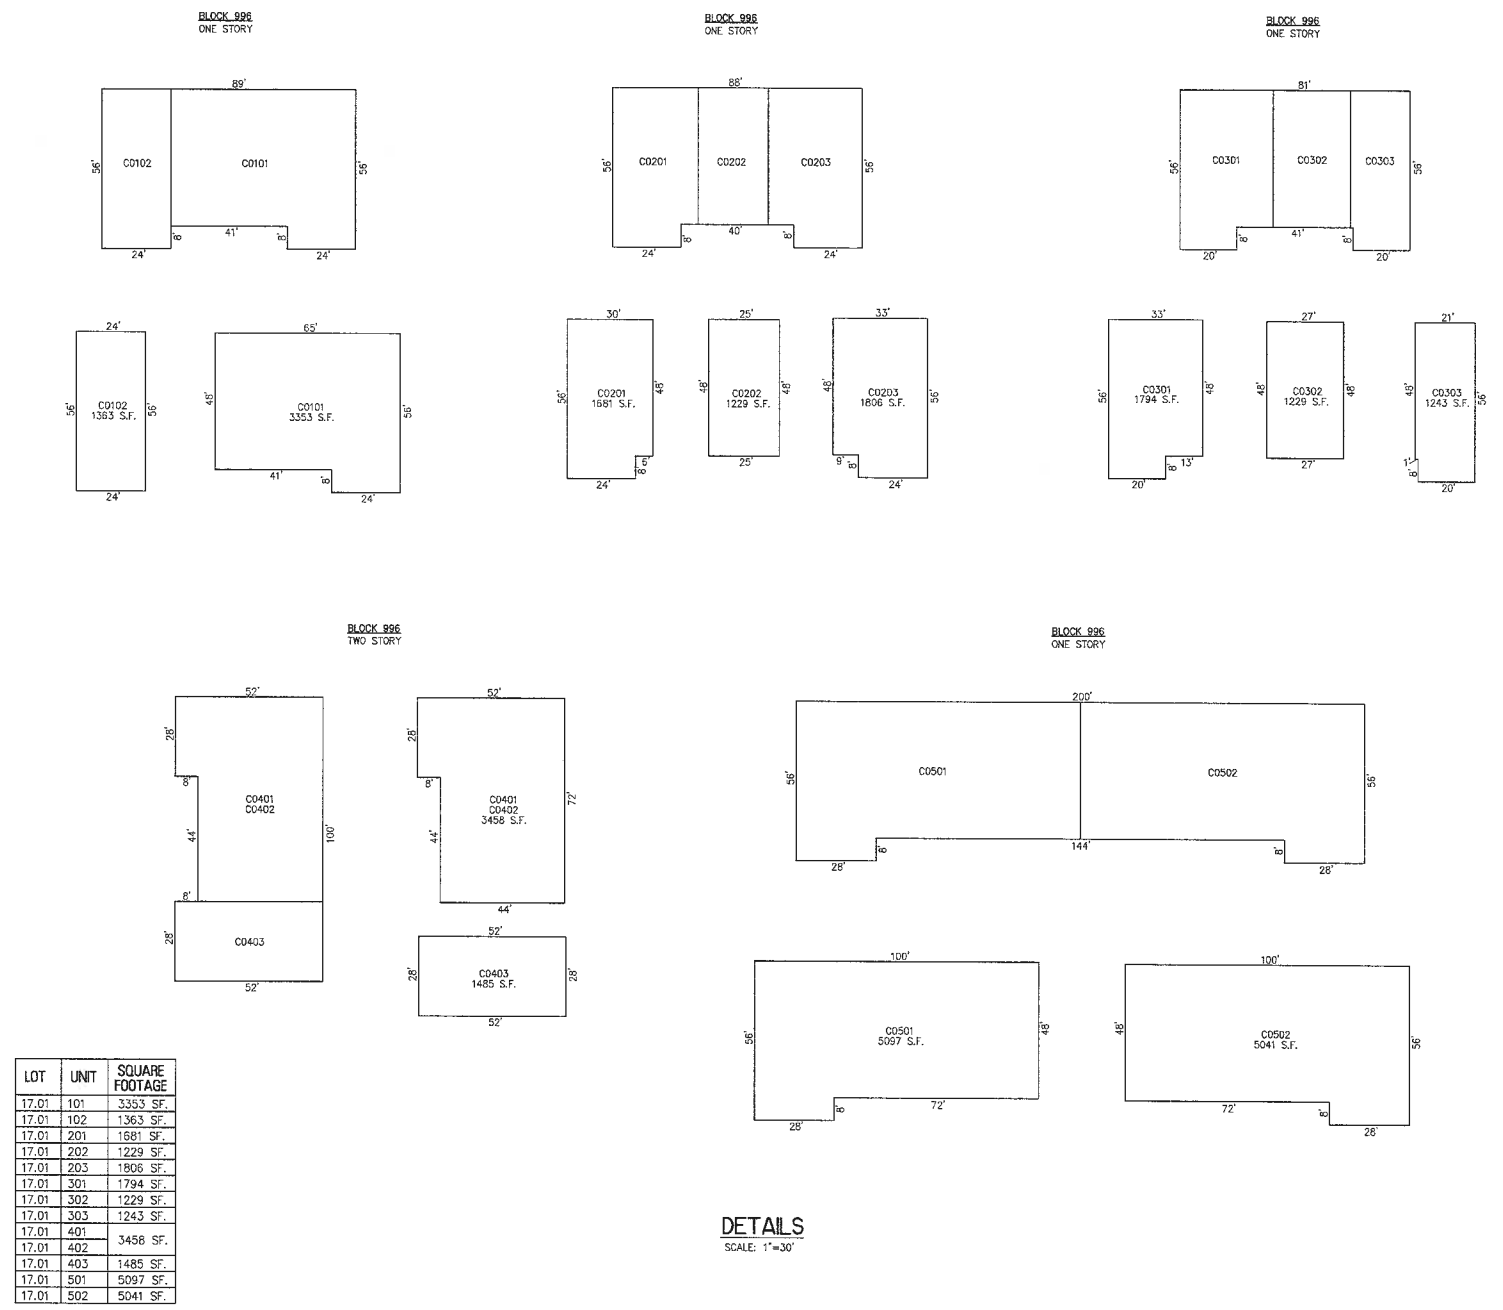 BLOCK 996
ONE STORY
89'
56'
C0102
C0101
56'
41'
8'
8'
24'
24'
24'
56'
C0102
1363 S.F.
56'
24'
65'
48'
C0101
3353 S.F.
56'
41'
8'
24'
BLOCK 996
ONE STORY
88'
56'
C0201
C0202
C0203
56'
8'
40'
8'
24'
24'
30'
56'
C0201
1681 S.F.
48'
6'
8'
24'
25'
48'
C0202
1229 S.F.
48'
25'
33'
48'
C0203
1806 S.F.
56'
9'
8'
24'
BLOCK 996
ONE STORY
81'
56'
C0301
C0302
C0303
56'
8'
41'
8'
20'
20'
33'
56'
C0301
1794 S.F.
48'
13'
8'
20'
27'
48'
C0302
1229 S.F.
48'
27'
21'
48'
C0303
1243 S.F.
56'
1'
8'
20'
BLOCK 996
TWO STORY
52'
28'
8'
C0401
C0402
44'
100'
8'
28'
C0403
52'
52'
28'
8'
C0401
C0402
3458 S.F.
72'
44'
44'
52'
28'
C0403
1485 S.F.
28'
52'
BLOCK 996
ONE STORY
200'
56'
C0501
C0502
56'
8'
144'
8'
28'
28'
100'
56'
C0501
5097 S.F.
48'
8'
72'
28'
100'
48'
C0502
5041 S.F.
56'
72'
8'
28'
LOT UNIT SQUARE FOOTAGE
17.01 101 3353 SF.
17.01 102 1363 SF.
17.01 201 1681 SF.
17.01 202 1229 SF.
17.01 203 1806 SF.
17.01 301 1794 SF.
17.01 302 1229 SF.
17.01 303 1243 SF.
17.01 401
3458 SF.
17.01 402
17.01 403 1485 SF.
17.01 501 5097 SF.
17.01 502 5041 SF.
DETAILS
SCALE: 1"=30'